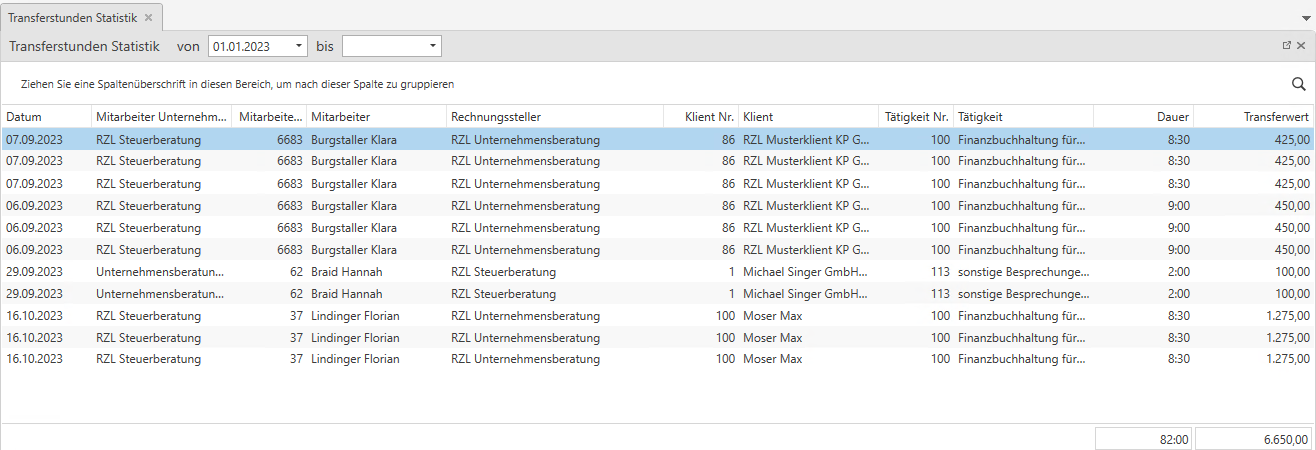 Transferstunden Statistik
Transferstunden Statistik von 01.01.2023 bis
Ziehen Sie eine Spaltenüberschrift in diesen Bereich, um nach dieser Spalte zu gruppieren
Datum Mitarbeiter Unternehm... Mitarbeite... Mitarbeiter Rechnungssteller Klient Nr. Klient Tätigkeit Nr. Tätigkeit Dauer Transferwert
07.09.2023 RZL Steuerberatung 6683 Burgstaller Klara RZL Unternehmensberatung 86 RZL Musterklient KP G... 100 Finanzbuchhaltung für... 8:30 425,00
07.09.2023 RZL Steuerberatung 6683 Burgstaller Klara RZL Unternehmensberatung 86 RZL Musterklient KP G... 100 Finanzbuchhaltung für... 8:30 425,00
07.09.2023 RZL Steuerberatung 6683 Burgstaller Klara RZL Unternehmensberatung 86 RZL Musterklient KP G... 100 Finanzbuchhaltung für... 8:30 425,00
06.09.2023 RZL Steuerberatung 6683 Burgstaller Klara RZL Unternehmensberatung 86 RZL Musterklient KP G... 100 Finanzbuchhaltung für... 9:00 450,00
06.09.2023 RZL Steuerberatung 6683 Burgstaller Klara RZL Unternehmensberatung 86 RZL Musterklient KP G... 100 Finanzbuchhaltung für... 9:00 450,00
06.09.2023 RZL Steuerberatung 6683 Burgstaller Klara RZL Unternehmensberatung 86 RZL Musterklient KP G... 100 Finanzbuchhaltung für... 9:00 450,00
29.09.2023 Unternehmensberatun... 62 Braid Hannah RZL Steuerberatung 1 Michael Singer GmbH... 113 sonstige Besprechunge... 2:00 100,00
29.09.2023 Unternehmensberatun... 62 Braid Hannah RZL Steuerberatung 1 Michael Singer GmbH... 113 sonstige Besprechunge... 2:00 100,00
16.10.2023 RZL Steuerberatung 37 Lindinger Florian RZL Unternehmensberatung 100 Moser Max 100 Finanzbuchhaltung für... 8:30 1.275,00
16.10.2023 RZL Steuerberatung 37 Lindinger Florian RZL Unternehmensberatung 100 Moser Max 100 Finanzbuchhaltung für... 8:30 1.275,00
16.10.2023 RZL Steuerberatung 37 Lindinger Florian RZL Unternehmensberatung 100 Moser Max 100 Finanzbuchhaltung für... 8:30 1.275,00
82:00 6.650,00